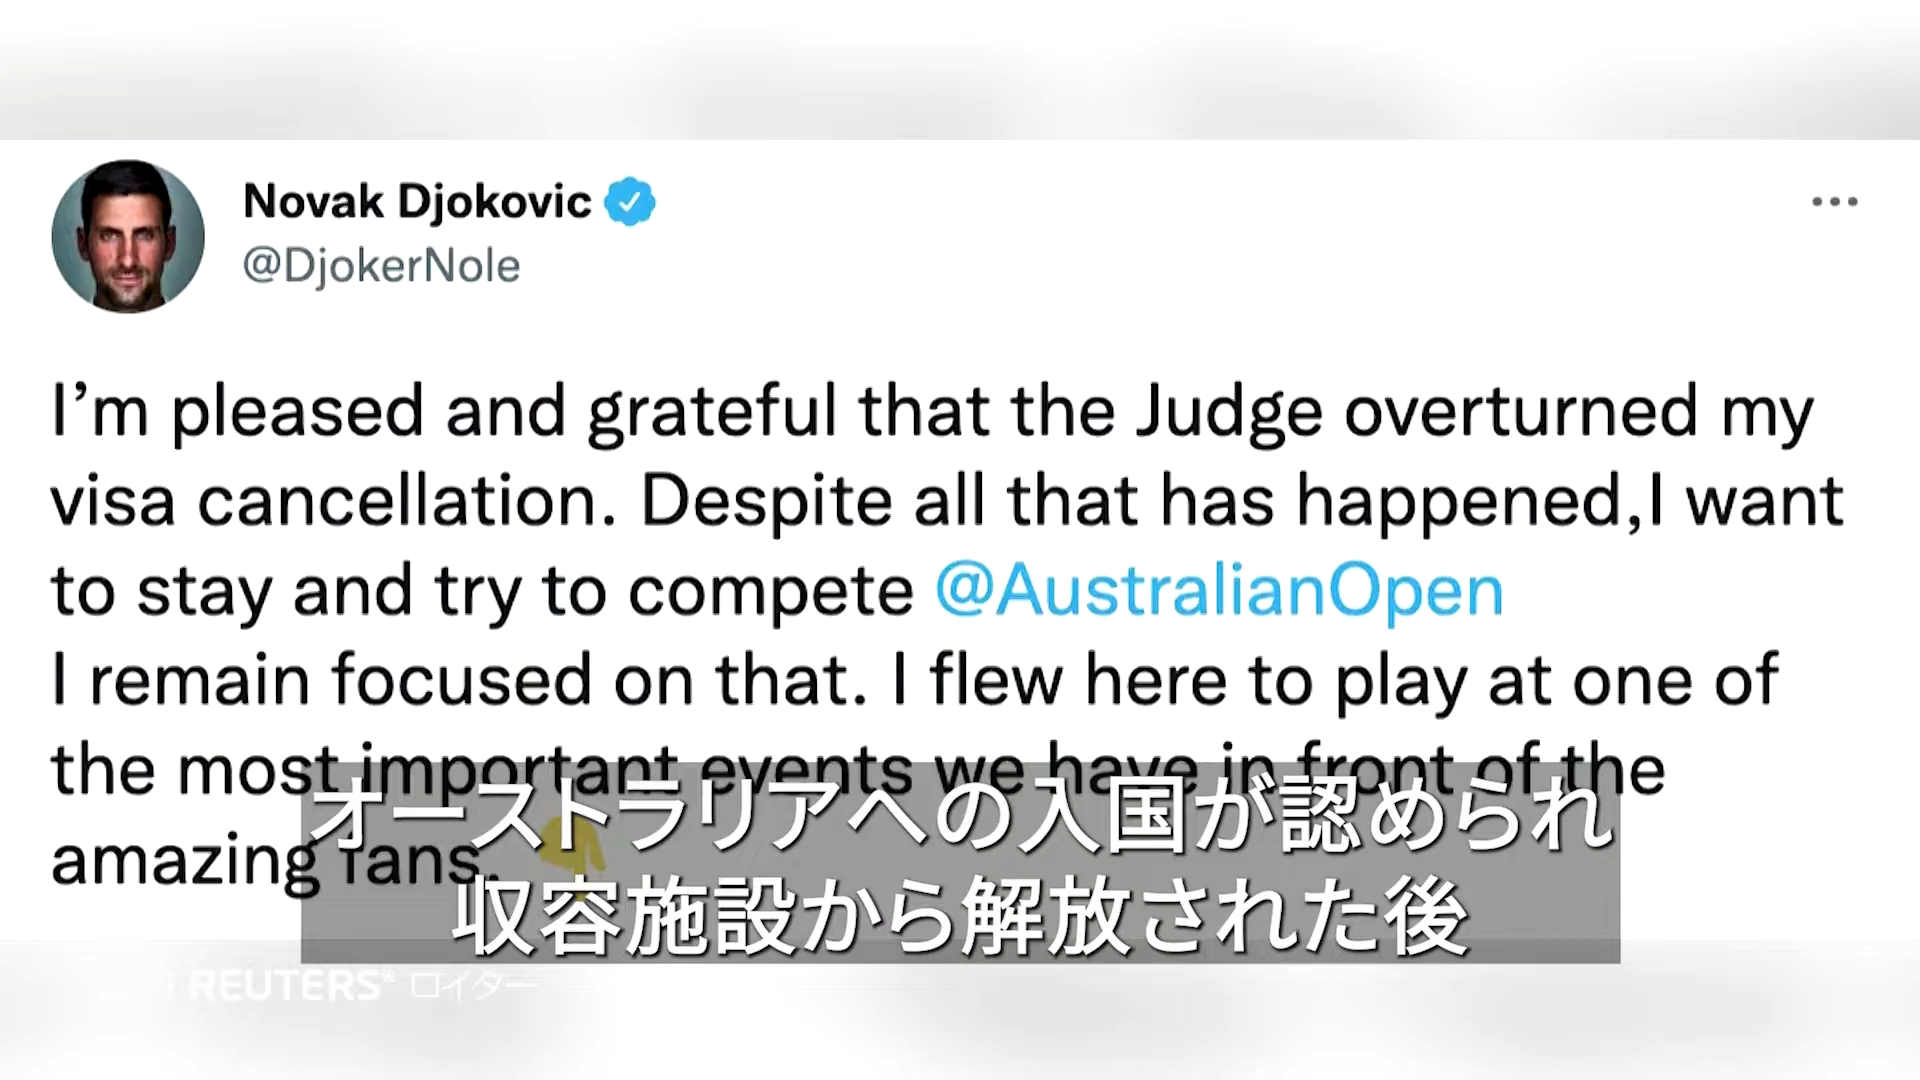 Novak Djokovic
@DjokerNole
I’m pleased and grateful that the Judge overturned my
visa cancellation. Despite all that has happened,I want
to stay and try to compete @AustralianOpen
I remain focused on that. I flew here to play at one of
the most important events we have in front of the
amazing fans.
オーストラリアへの入国が認められ
収容施設から解放された後
REUTERS ロイター